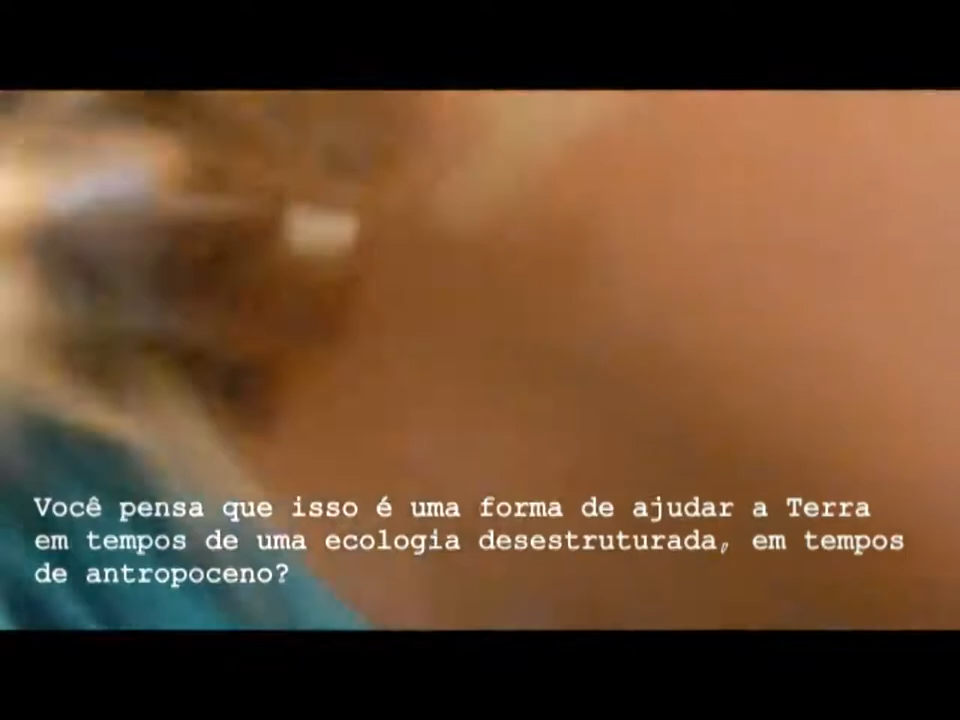 Você pensa que isso é uma forma de ajudar a Terra
em tempos de uma ecologia desestruturada, em tempos
de antropoceno?